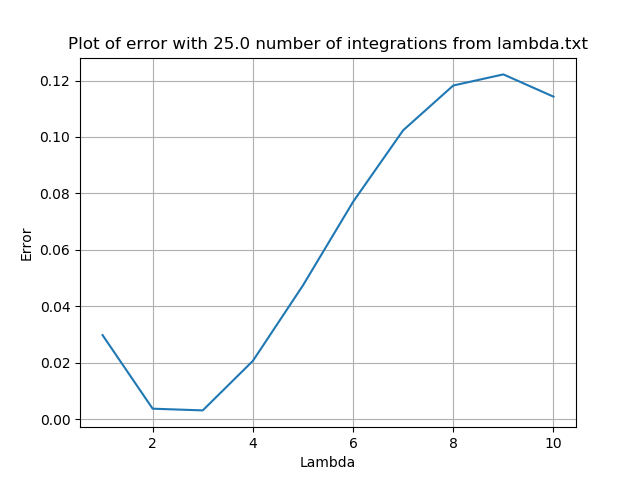 Plot of error with 25.0 number of integrations from lambda.txt
0.12
0.10
0.08
0.06
0.04
0.02
0.00
Error
2 4 6 8 10
Lambda